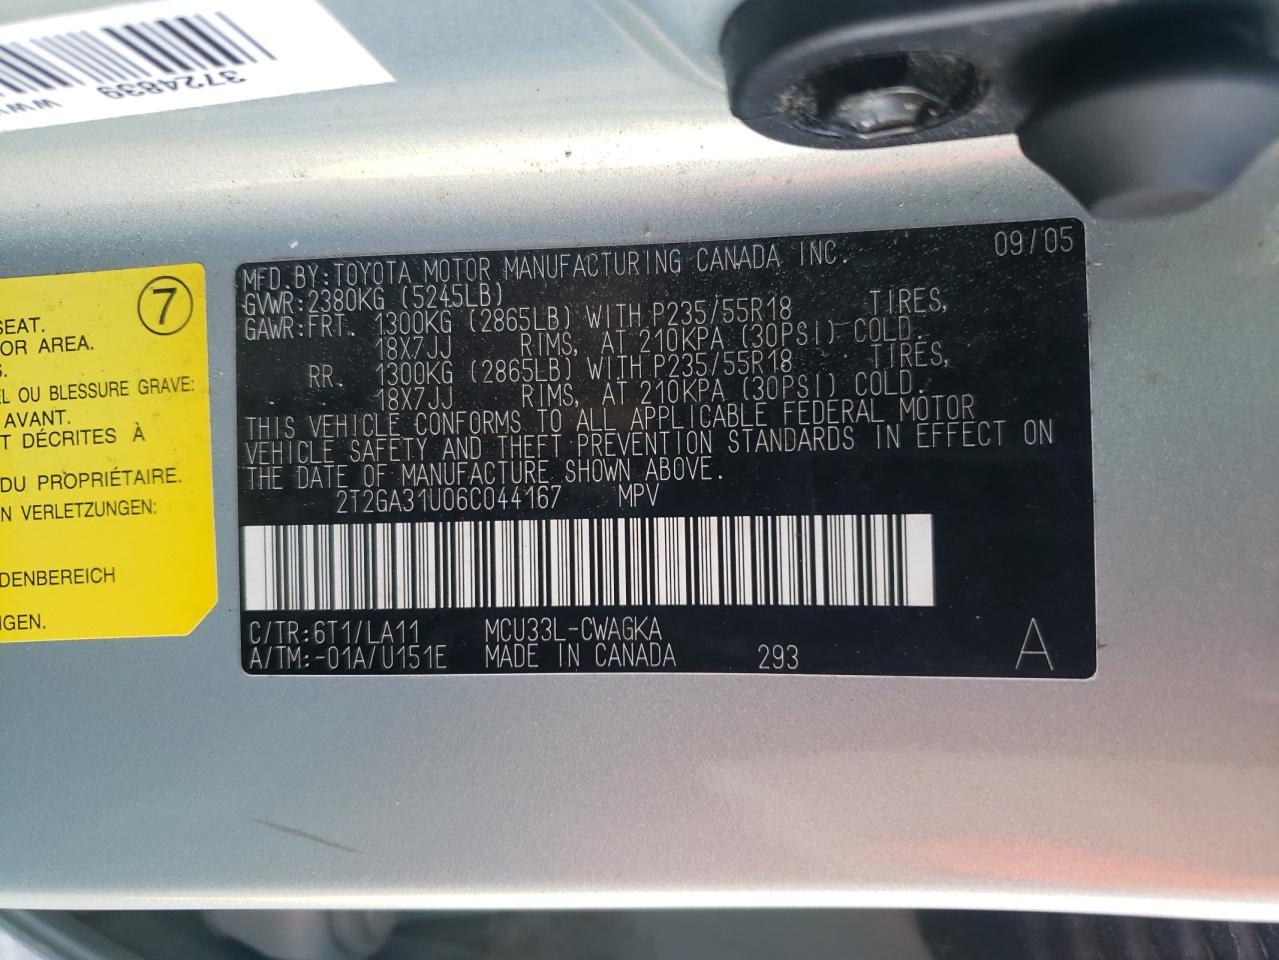 3724839
7
SEAT.
OR AREA.
S.
EL OU BLESSURE GRAVE:
AVANT.
T DÉCRITES À
DU PROPRIÉTAIRE.
N VERLETZUNGEN:
DENBEREICH
NGEN.
MFD.BY:TOYOTA MOTOR MANUFACTURING CANADA INC. 09/05
GVWR:2380KG (5245LB)
GAWR:FRT. 1300KG (2865LB) WITH P235/55R18 TIRES,
18X7JJ RIMS, AT 210KPA (30PSI) COLD.
RR. 1300KG (2865LB) WITH P235/55R18 TIRES,
18X7JJ RIMS, AT 210KPA (30PSI) COLD.
THIS VEHICLE CONFORMS TO ALL APPLICABLE FEDERAL MOTOR
VEHICLE SAFETY AND THEFT PREVENTION STANDARDS IN EFFECT ON
THE DATE OF MANUFACTURE SHOWN ABOVE.
2T2GA31U06C044167 MPV
C/TR:6T1/LA11 MCU33L-CWAGKA
A/TM:-01A/U151E MADE IN CANADA 293 A